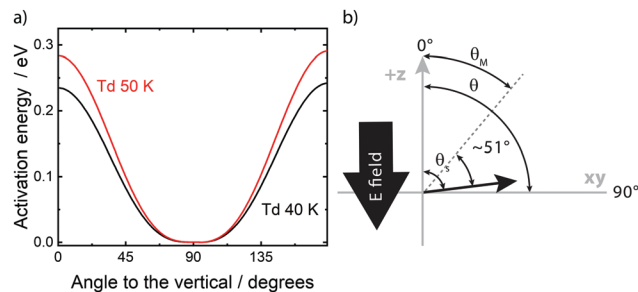 a)
Activation energy / eV
0.3
0.2
0.1
0.0
Td 50 K
Td 40 K
0
45
90
135
Angle to the vertical / degrees
b)
0°
+z
θM
θ
θs
~51°
E field
xy
90°